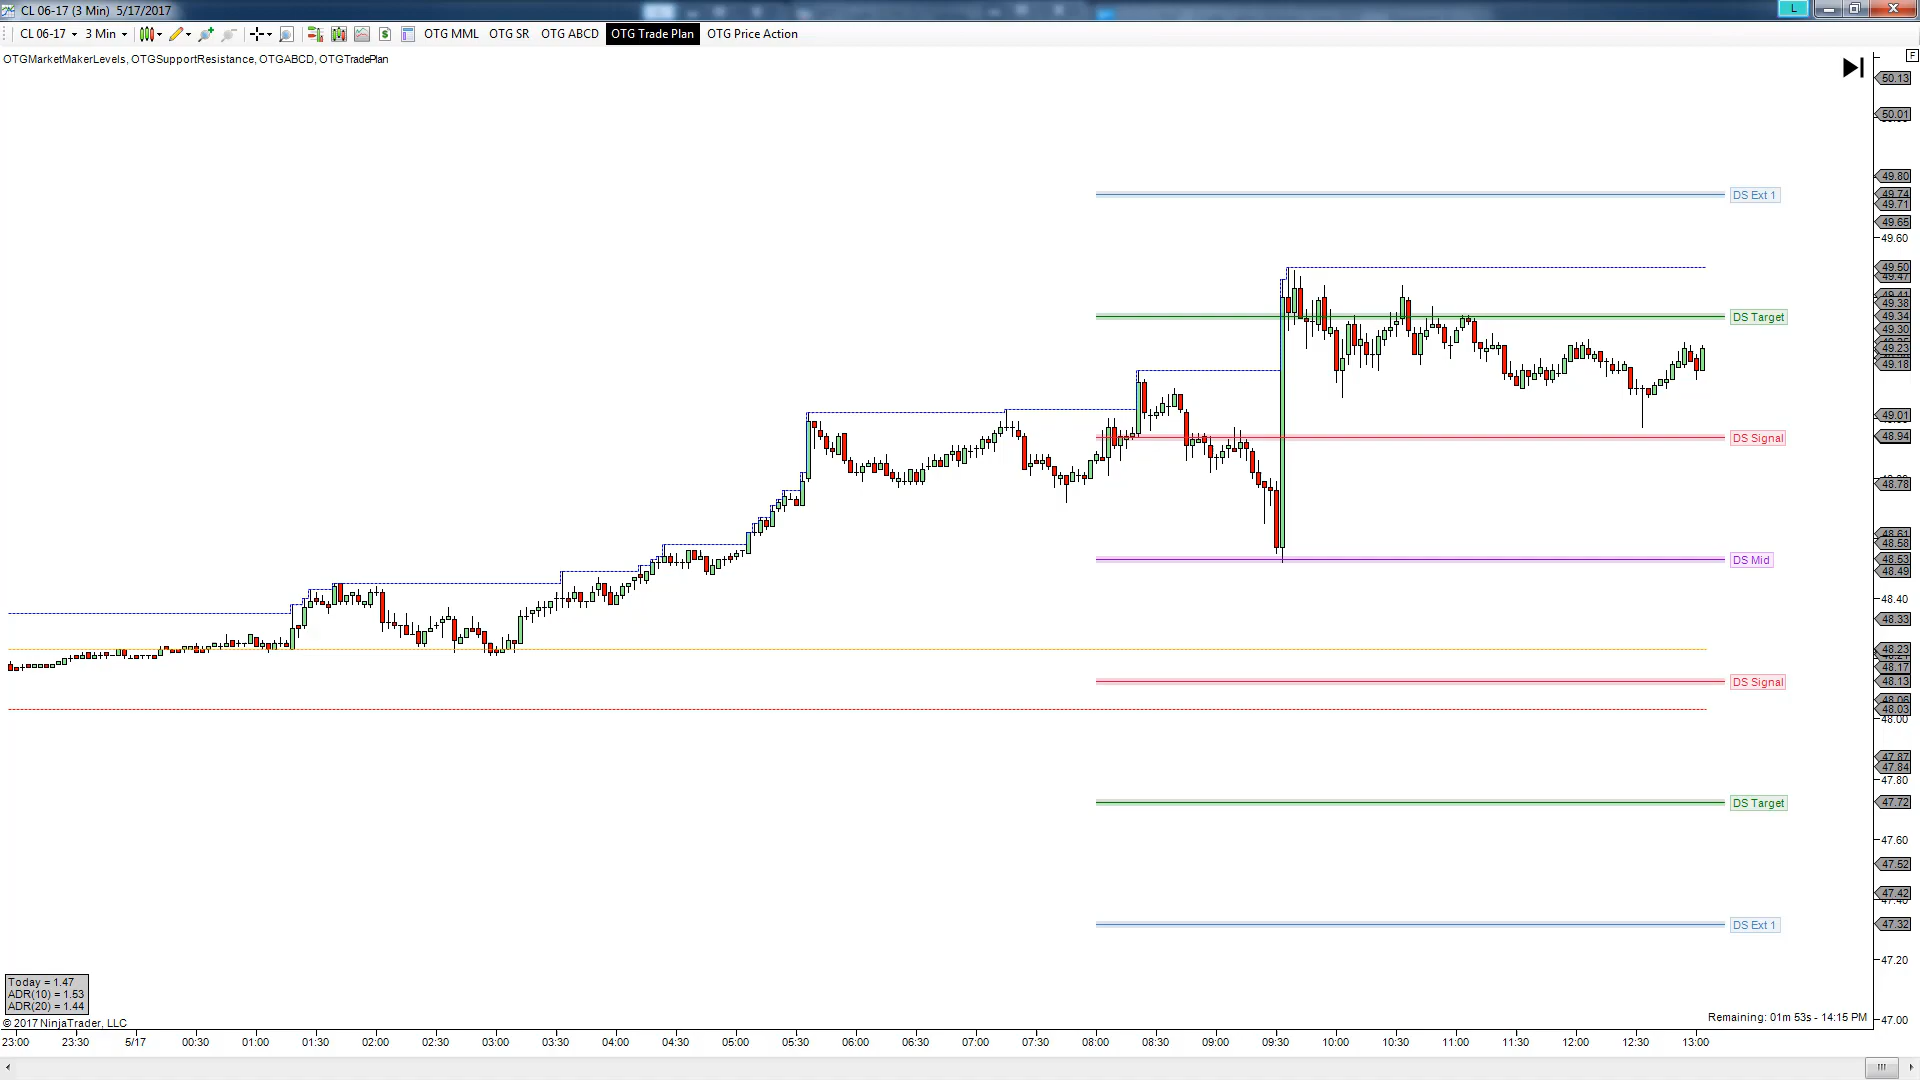 CL 06-17 (3 Min) 5/17/2017
L
CL 06-17 3 Min $ OTG MML OTG SR OTG ABCD OTG Trade Plan OTG Price Action
OTGMarketMakerLevels, OTGSupportResistance, OTGABCD, OTGTradePlan
F
50.13
50.01
49.80
49.74
DS Ext 1
49.71
49.65
49.60
49.50
49.47
49.41
49.38
49.34
DS Target
49.30
49.23
49.18
49.01
48.94
DS Signal
48.78
48.61
48.58
48.53
DS Mid
48.49
48.40
48.33
48.23
48.17
48.13
DS Signal
48.06
48.03
48.00
47.87
47.84
47.80
47.72
DS Target
47.60
47.52
47.42
47.40
47.32
DS Ext 1
47.20
47.00
Today = 1.47
ADR(10) = 1.53
ADR(20) = 1.44
© 2017 NinjaTrader, LLC
Remaining: 01m 53s - 14:15 PM
23:00 23:30 5/17 00:30 01:00 01:30 02:00 02:30 03:00 03:30 04:00 04:30 05:00 05:30 06:00 06:30 07:00 07:30 08:00 08:30 09:00 09:30 10:00 10:30 11:00 11:30 12:00 12:30 13:00